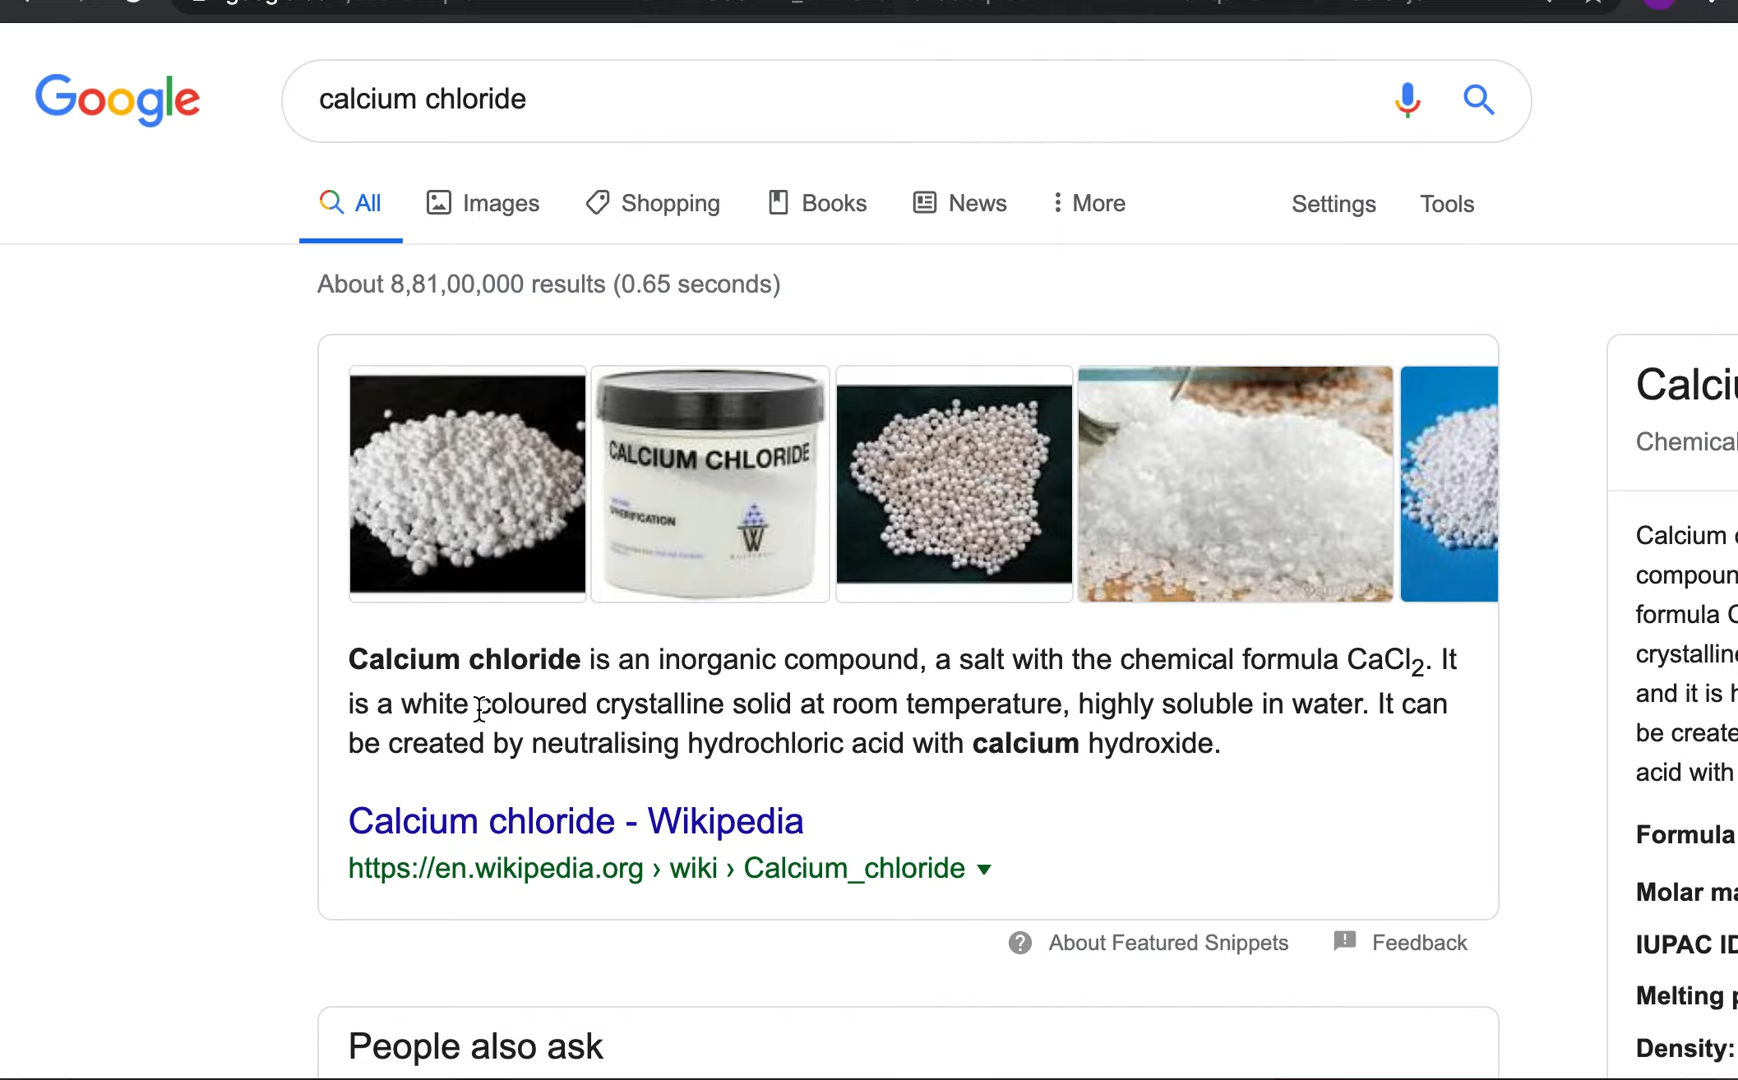 Google
calcium chloride
All Images Shopping Books News More Settings Tools
About 8,81,00,000 results (0.65 seconds)
CALCIUM CHLORIDE
W
Calcium chloride is an inorganic compound, a salt with the chemical formula CaCl₂. It
is a white coloured crystalline solid at room temperature, highly soluble in water. It can
be created by neutralising hydrochloric acid with calcium hydroxide.
Calcium chloride - Wikipedia
https://en.wikipedia.org › wiki › Calcium_chloride
About Featured Snippets Feedback
People also ask
Calci
Chemical
Calcium
compoun
formula
crystallin
and it is
be create
acid with
Formula
Molar ma
IUPAC ID
Melting
Density: